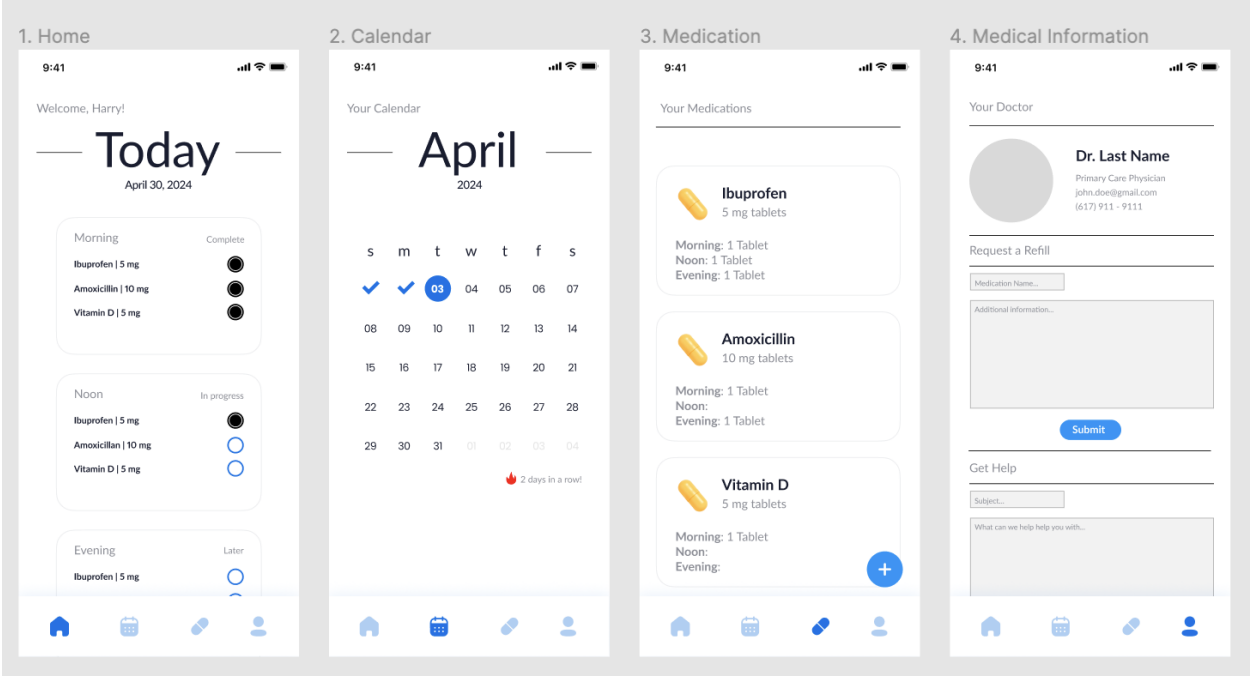 1. Home
9:41
Welcome, Harry!
Today
April 30, 2024
Morning
Complete
Ibuprofen | 5 mg
Amoxicillin | 10 mg
Vitamin D | 5 mg
Noon
In progress
Ibuprofen | 5 mg
Amoxicillan | 10 mg
Vitamin D | 5 mg
Evening
Later
Ibuprofen | 5 mg
2. Calendar
9:41
Your Calendar
April
2024
s m t w t f s
03 04 05 06 07
08 09 10 11 12 13 14
15 16 17 18 19 20 21
22 23 24 25 26 27 28
29 30 31 01 02 03 04
2 days in a row!
3. Medication
9:41
Your Medications
Ibuprofen
5 mg tablets
Morning: 1 Tablet
Noon: 1 Tablet
Evening: 1 Tablet
Amoxicillin
10 mg tablets
Morning: 1 Tablet
Noon:
Evening: 1 Tablet
Vitamin D
5 mg tablets
Morning: 1 Tablet
Noon:
Evening:
+
4. Medical Information
9:41
Your Doctor
Dr. Last Name
Primary Care Physician
john.doe@gmail.com
(617) 911 - 9111
Request a Refill
Medication Name...
Additional information...
Submit
Get Help
Subject...
What can we help help you with...